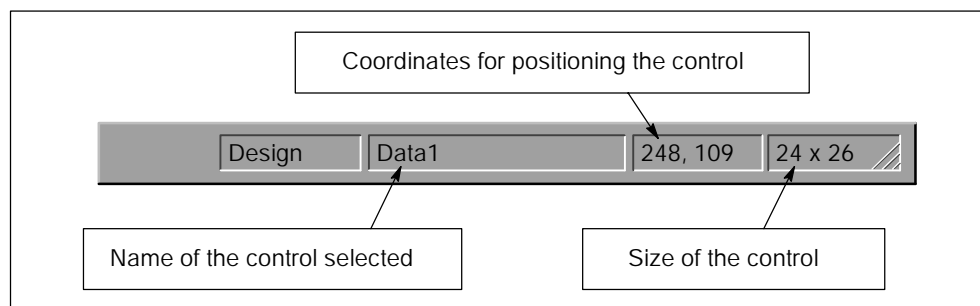 Coordinates for positioning the control
Design Data1 248, 109 24 x 26
Name of the control selected Size of the control